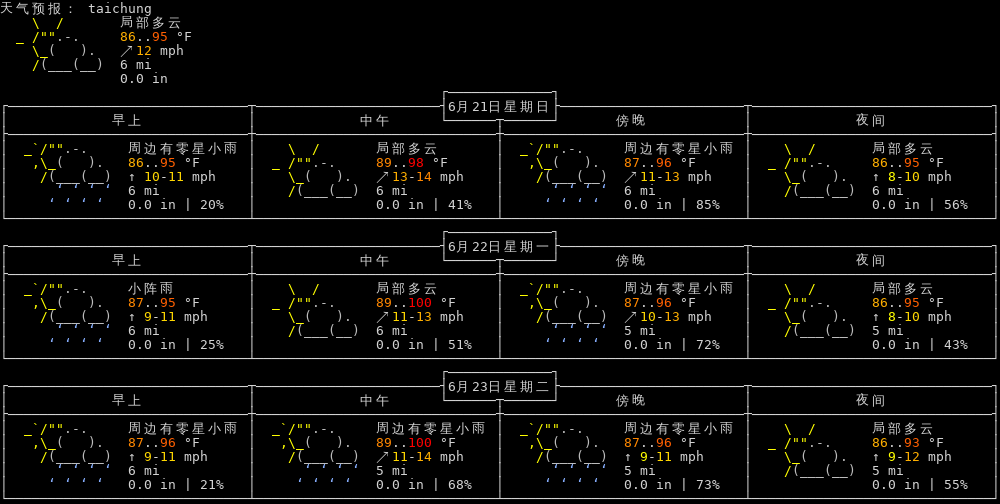 天气预报： taichung
局部多云
86..95 °F
↗12 mph
6 mi
0.0 in
6月21日星期日
早上 中午 傍晚 夜间
周边有零星小雨 局部多云 周边有零星小雨 局部多云
86..95 °F 89..98 °F 87..96 °F 86..95 °F
↑ 10-11 mph ↗13-14 mph ↗11-13 mph ↑ 8-10 mph
6 mi 6 mi 6 mi 6 mi
0.0 in | 20% 0.0 in | 41% 0.0 in | 85% 0.0 in | 56%
6月22日星期一
早上 中午 傍晚 夜间
小阵雨 局部多云 周边有零星小雨 局部多云
87..95 °F 89..100 °F 87..96 °F 86..95 °F
↑ 9-11 mph ↗11-13 mph ↗10-13 mph ↑ 8-10 mph
6 mi 6 mi 5 mi 5 mi
0.0 in | 25% 0.0 in | 51% 0.0 in | 72% 0.0 in | 43%
6月23日星期二
早上 中午 傍晚 夜间
周边有零星小雨 周边有零星小雨 周边有零星小雨 局部多云
87..96 °F 89..100 °F 87..96 °F 86..93 °F
↑ 9-11 mph ↗11-14 mph ↑ 9-11 mph ↑ 9-12 mph
6 mi 5 mi 5 mi 5 mi
0.0 in | 21% 0.0 in | 68% 0.0 in | 73% 0.0 in | 55%